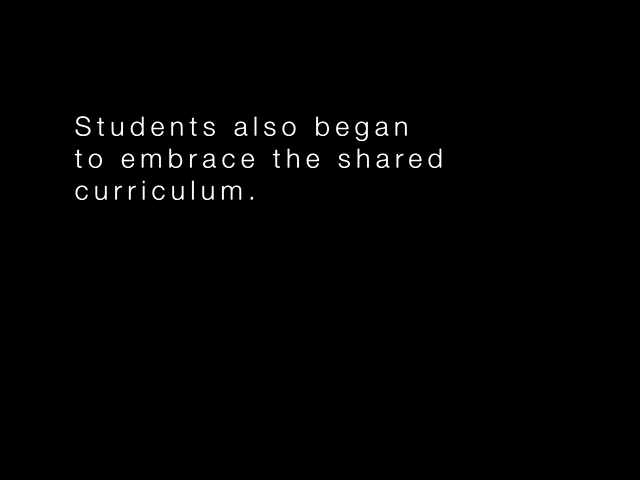 Students also began
to embrace the shared
curriculum.